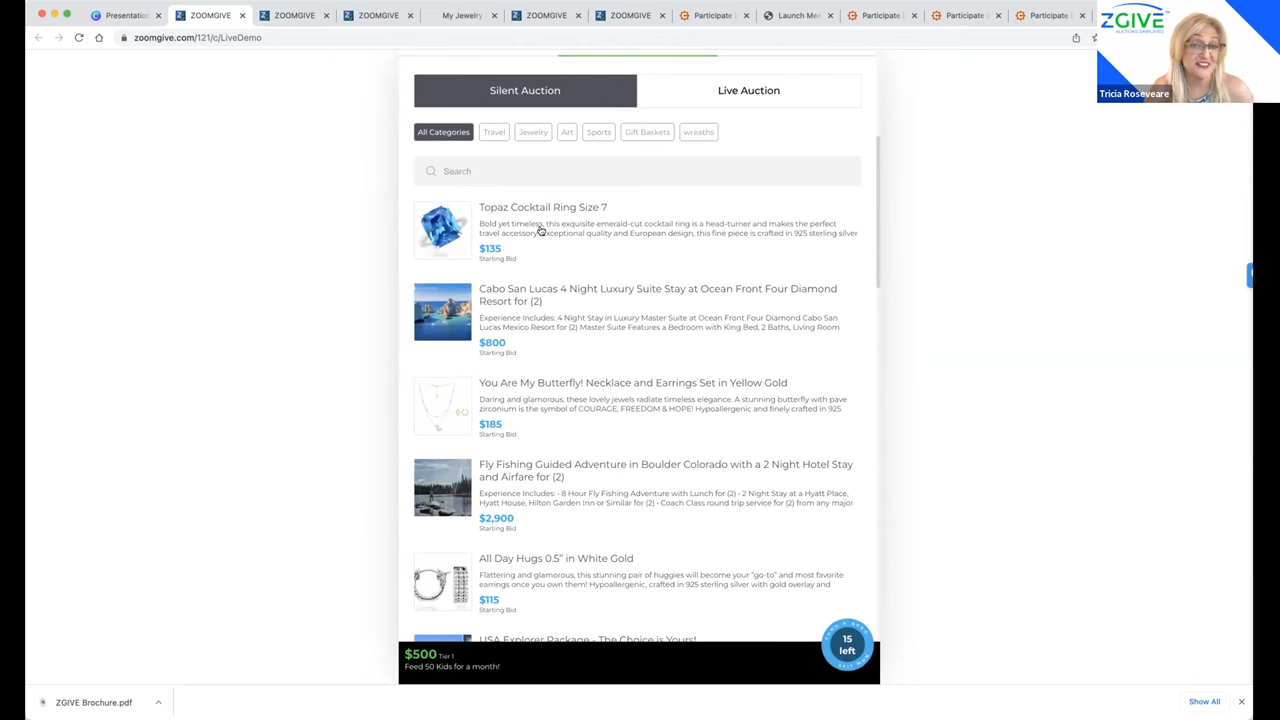 Presentatio
ZOOMGIVE
ZOOMGIVE
ZOOMGIVE
My Jewelry
ZOOMGIVE
ZOOMGIVE
Participate
Launch Mee
Participate
Participate
Participate
zoomgive.com/121/c/LiveDemo
ZGIVE
AUCTIONS SIMPLIFIED
Tricia Roseveare
Silent Auction
Live Auction
All Categories
Travel
Jewelry
Art
Sports
Gift Baskets
wreaths
Search
Topaz Cocktail Ring Size 7
Bold yet timeless, this exquisite emerald-cut cocktail ring is a head-turner and makes the perfect
travel accessory. Exceptional quality and European design, this fine piece is crafted in 925 sterling silver
$135
Starting Bid
Cabo San Lucas 4 Night Luxury Suite Stay at Ocean Front Four Diamond
Resort for (2)
Experience Includes: 4 Night Stay in Luxury Master Suite at Ocean Front Four Diamond Cabo San
Lucas Mexico Resort for (2) Master Suite Features a Bedroom with King Bed, 2 Baths, Living Room
$800
Starting Bid
You Are My Butterfly! Necklace and Earrings Set in Yellow Gold
Daring and glamorous, these lovely jewels radiate timeless elegance. A stunning butterfly with pave
zirconium is the symbol of COURAGE, FREEDOM & HOPE! Hypoallergenic and finely crafted in 925
$185
Starting Bid
Fly Fishing Guided Adventure in Boulder Colorado with a 2 Night Hotel Stay
and Airfare for (2)
Experience Includes: - 8 Hour Fly Fishing Adventure with Lunch for (2) - 2 Night Stay at a Hyatt Place,
Hyatt House, Hilton Garden Inn or Similar for (2) - Coach Class round trip service for (2) from any major
$2,900
Starting Bid
All Day Hugs 0.5” in White Gold
Flattering and glamorous, this stunning pair of huggies will become your “go-to” and most favorite
earrings once you own them! Hypoallergenic, crafted in 925 sterling silver with gold overlay and
$115
Starting Bid
USA Explorer Package - The Choice is Yours!
$500 Tier 1
Feed 50 Kids for a month!
15
left
ZGIVE Brochure.pdf
Show All